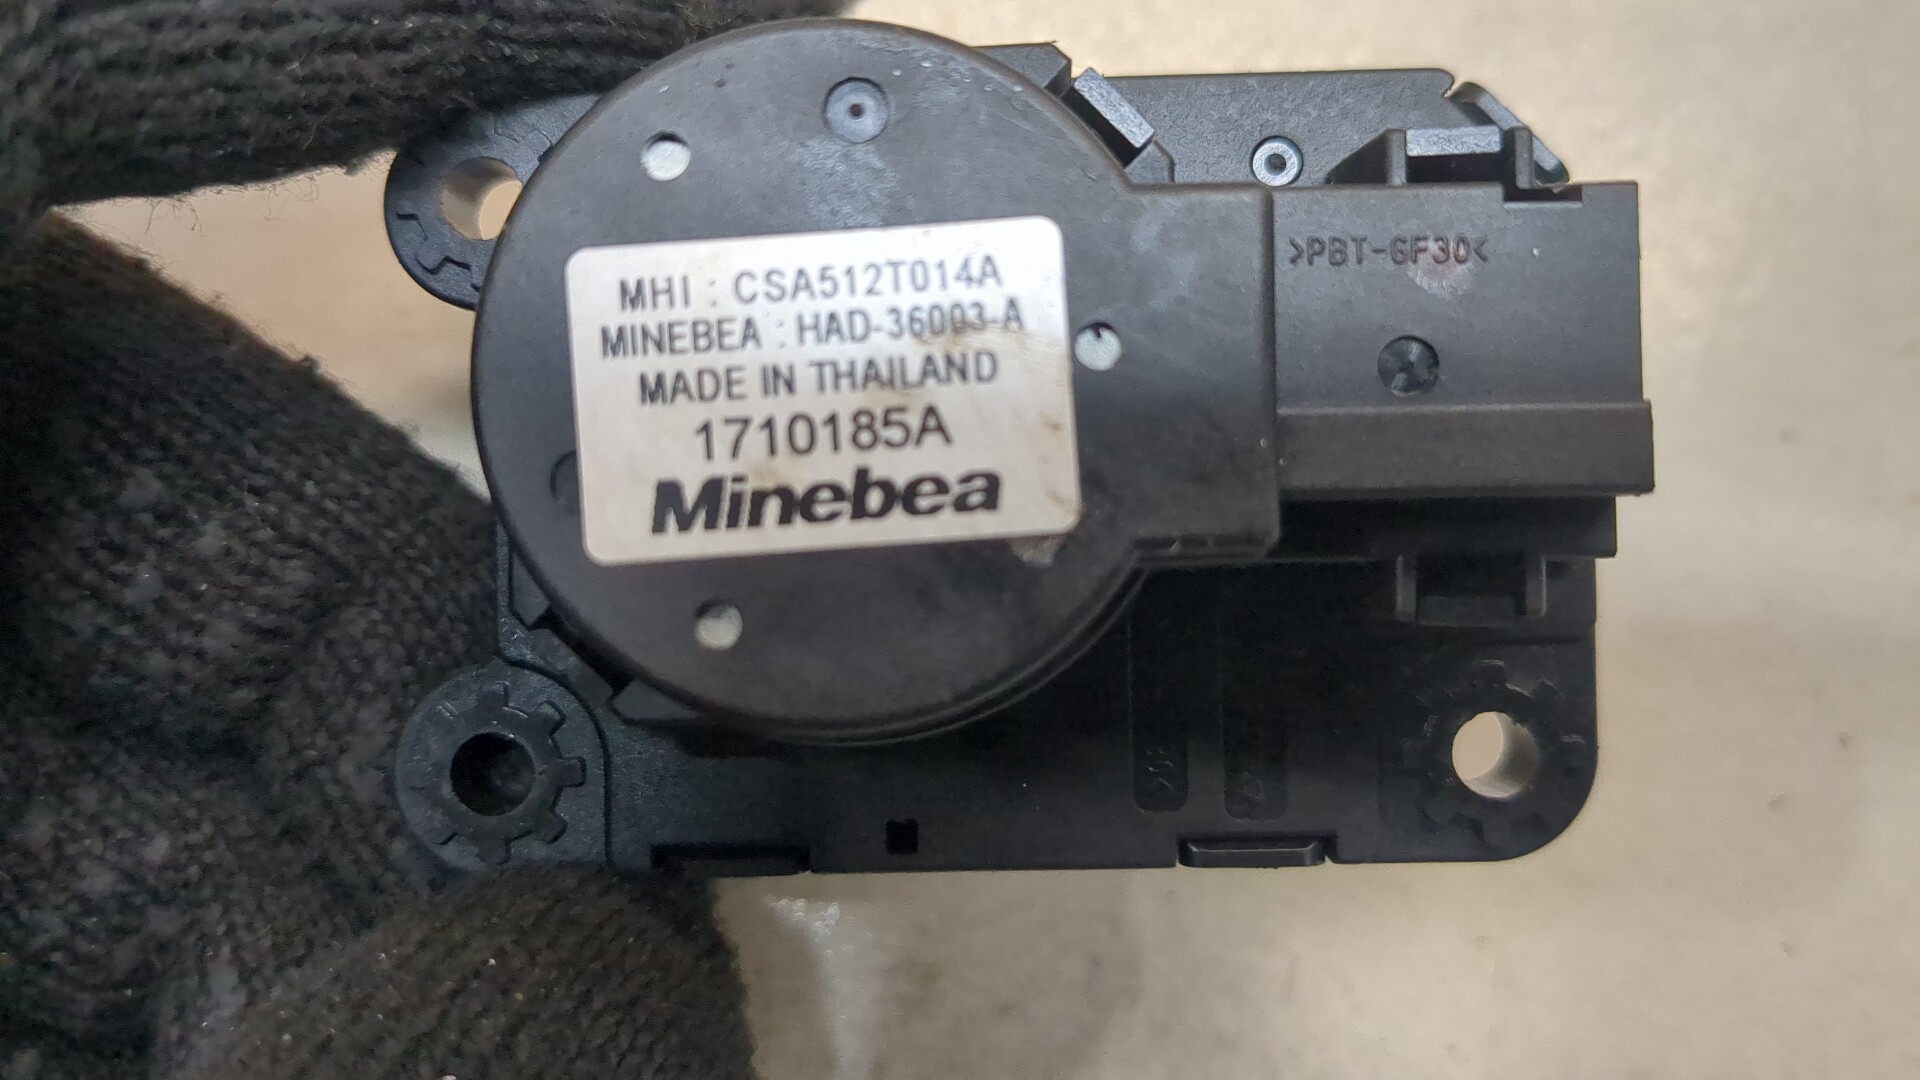 MHI : CSA512T014A
MINEBEA : HAD-36003-A
MADE IN THAILAND
1710185A
Minebea
>PBT-GF30<